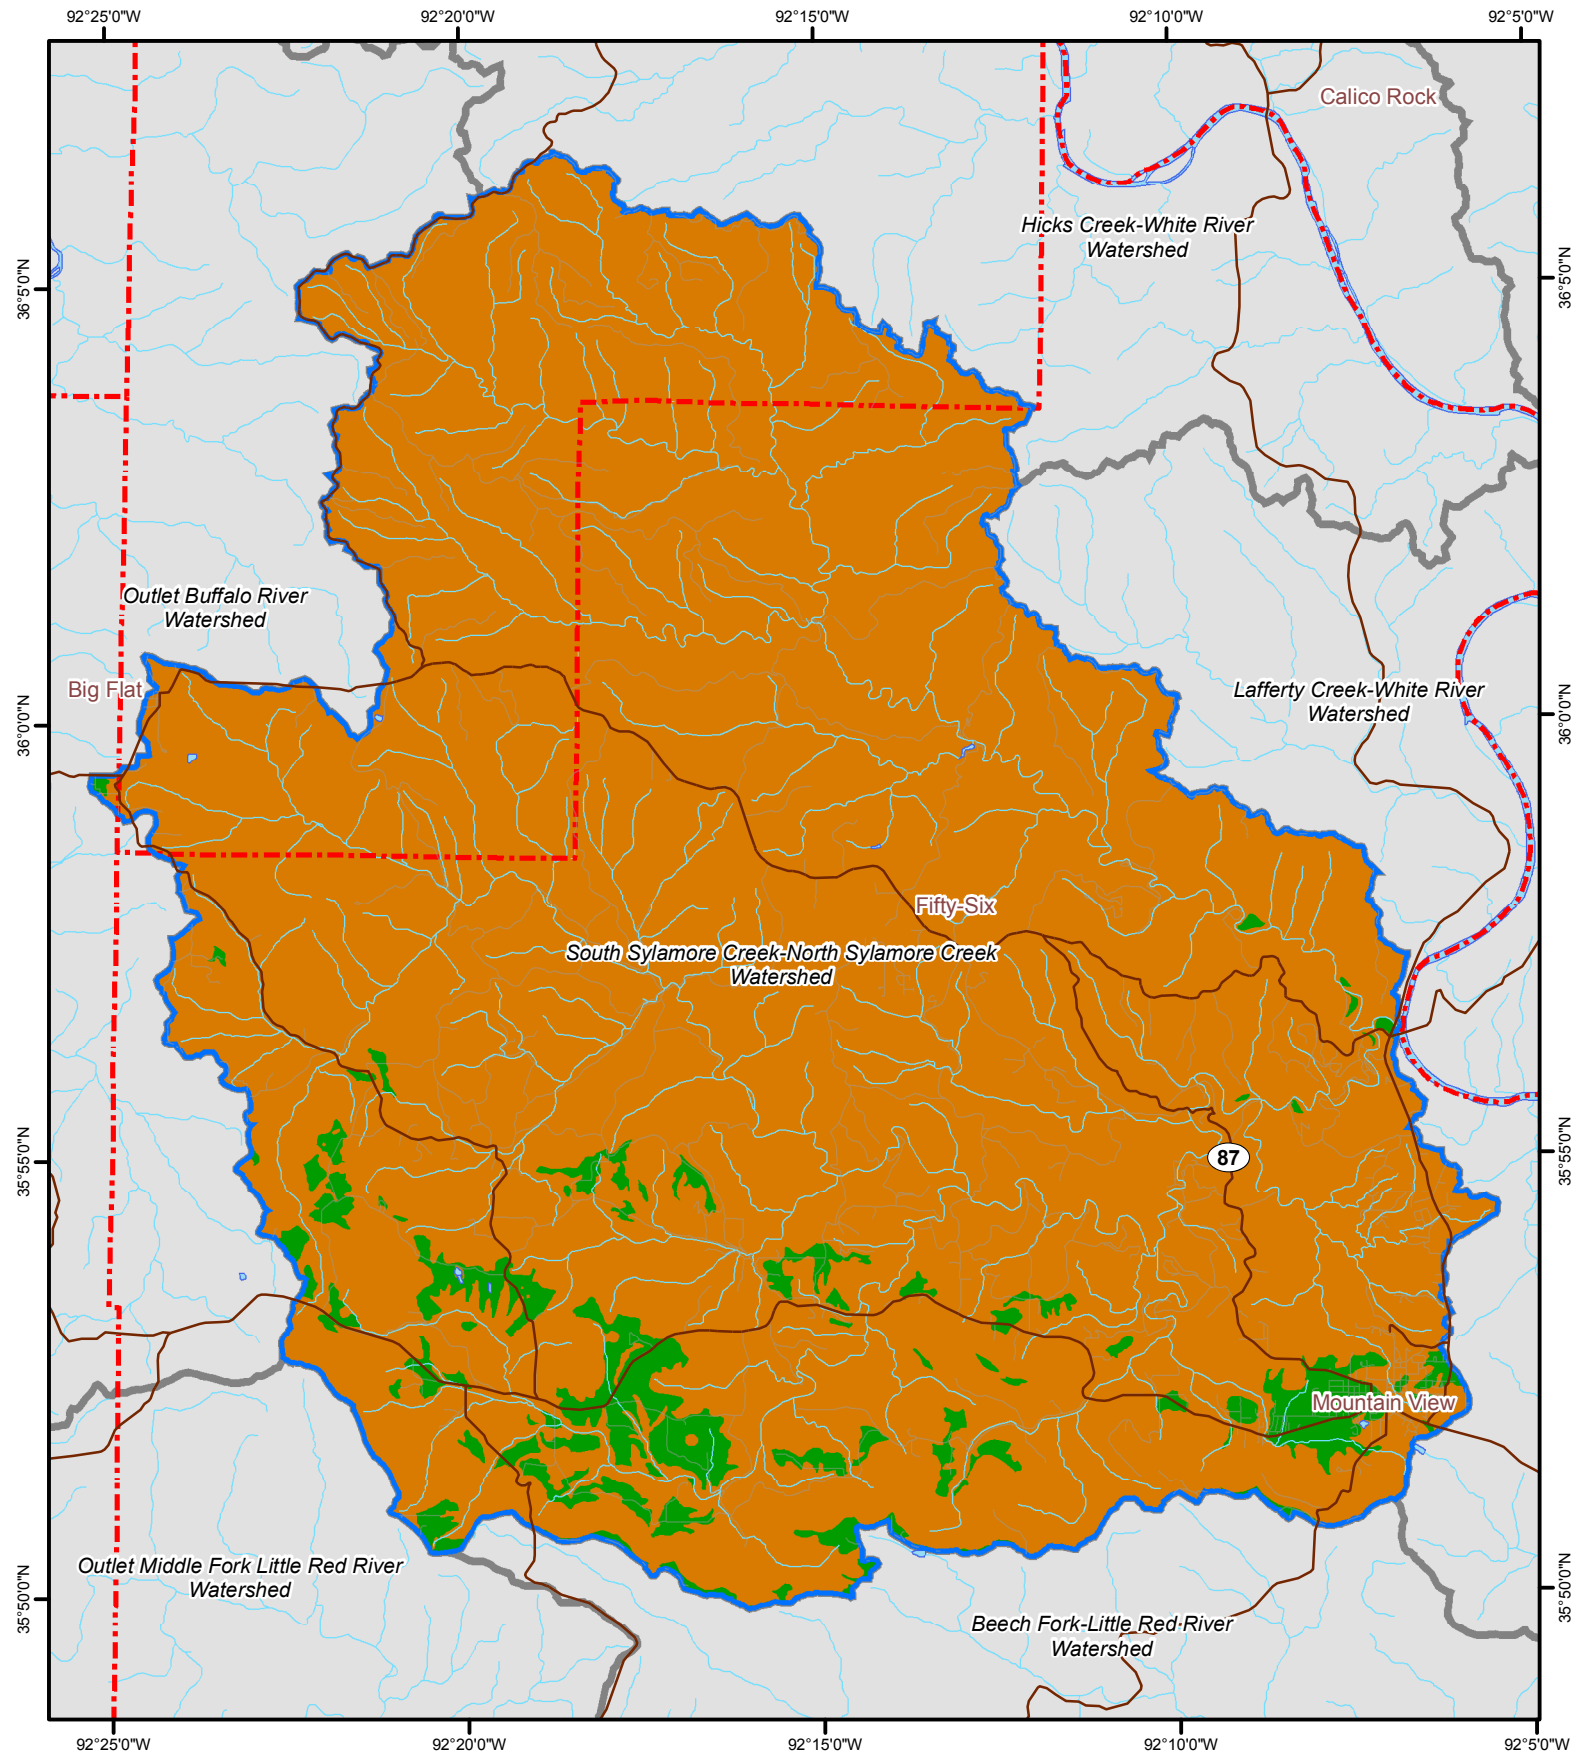 92°25'0"W
92°20'0"W
92°15'0"W
92°10'0"W
92°5'0"W
Calico Rock
Hicks Creek-White River
Watershed
36°5'0"N
36°5'0"N
Outlet Buffalo River
Watershed
Big Flat
Lafferty Creek-White River
Watershed
36°0'0"N
36°0'0"N
Fifty-Six
South Sylamore Creek-North Sylamore Creek
Watershed
87
35°55'0"N
35°55'0"N
Mountain View
Outlet Middle Fork Little Red River
Watershed
35°50'0"N
35°50'0"N
Beech Fork-Little Red River
Watershed
92°25'0"W
92°20'0"W
92°15'0"W
92°10'0"W
92°5'0"W